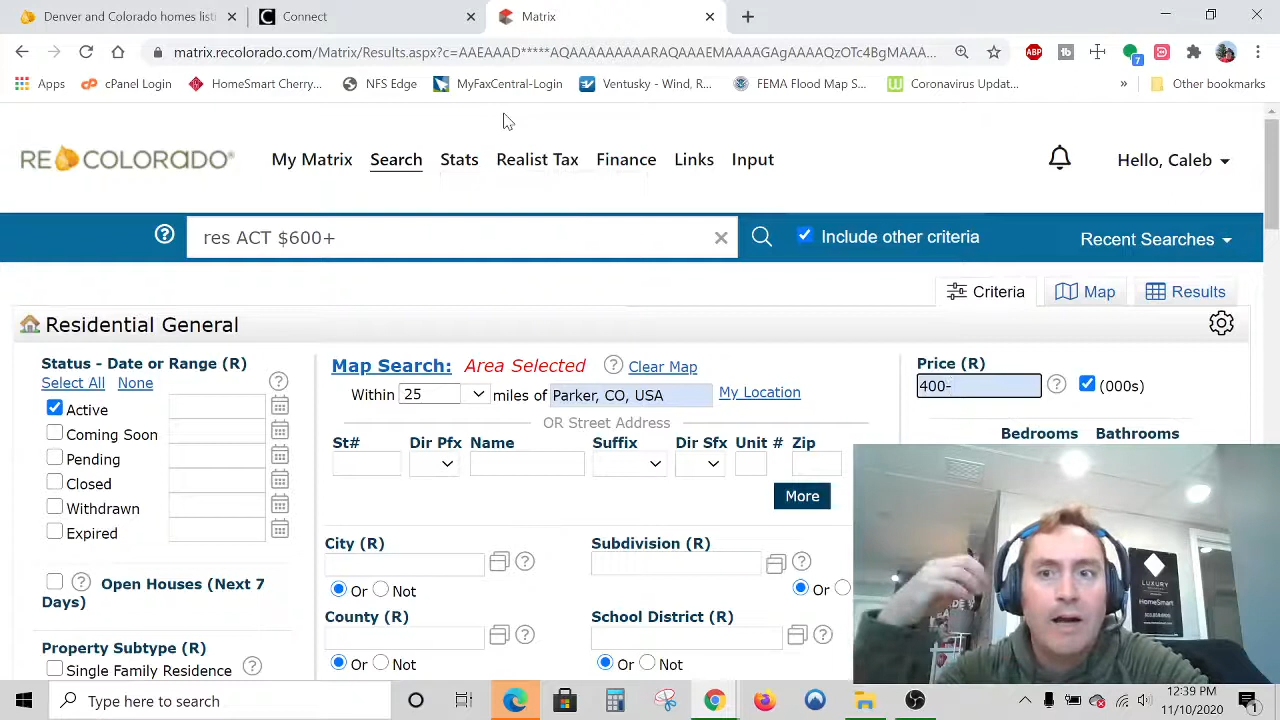 Denver and Colorado homes listi
Connect
Matrix
matrix.recolorado.com/Matrix/Results.aspx?c=AAEAAAD*****AQAAAAAAAAARAQAAAEMAAAAGAgAAAAQzOTc4BgMAAA...
Apps
cPanel Login
HomeSmart Cherry...
NFS Edge
MyFaxCentral-Login
Ventusky - Wind, R...
FEMA Flood Map S...
Coronavirus Updat...
»
Other bookmarks
RECOLORADO
My Matrix
Search
Stats
Realist Tax
Finance
Links
Input
Hello, Caleb
res ACT $600+
Include other criteria
Recent Searches
Criteria
Map
Results
Residential General
Status - Date or Range (R)
Select All
None
Active
Coming Soon
Pending
Closed
Withdrawn
Expired
Open Houses (Next 7
Days)
Property Subtype (R)
Single Family Residence
Map Search:
Area Selected
Clear Map
Within
25
miles of
Parker, CO, USA
My Location
OR Street Address
St#
Dir Pfx
Name
Suffix
Dir Sfx
Unit #
Zip
More
City (R)
Or
Not
County (R)
Or
Not
Subdivision (R)
Or
School District (R)
Or
Not
Price (R)
400-
(000s)
Bedrooms
Bathrooms
LUXURY
HomeSmart
Type here to search
12:39 PM
11/10/2020